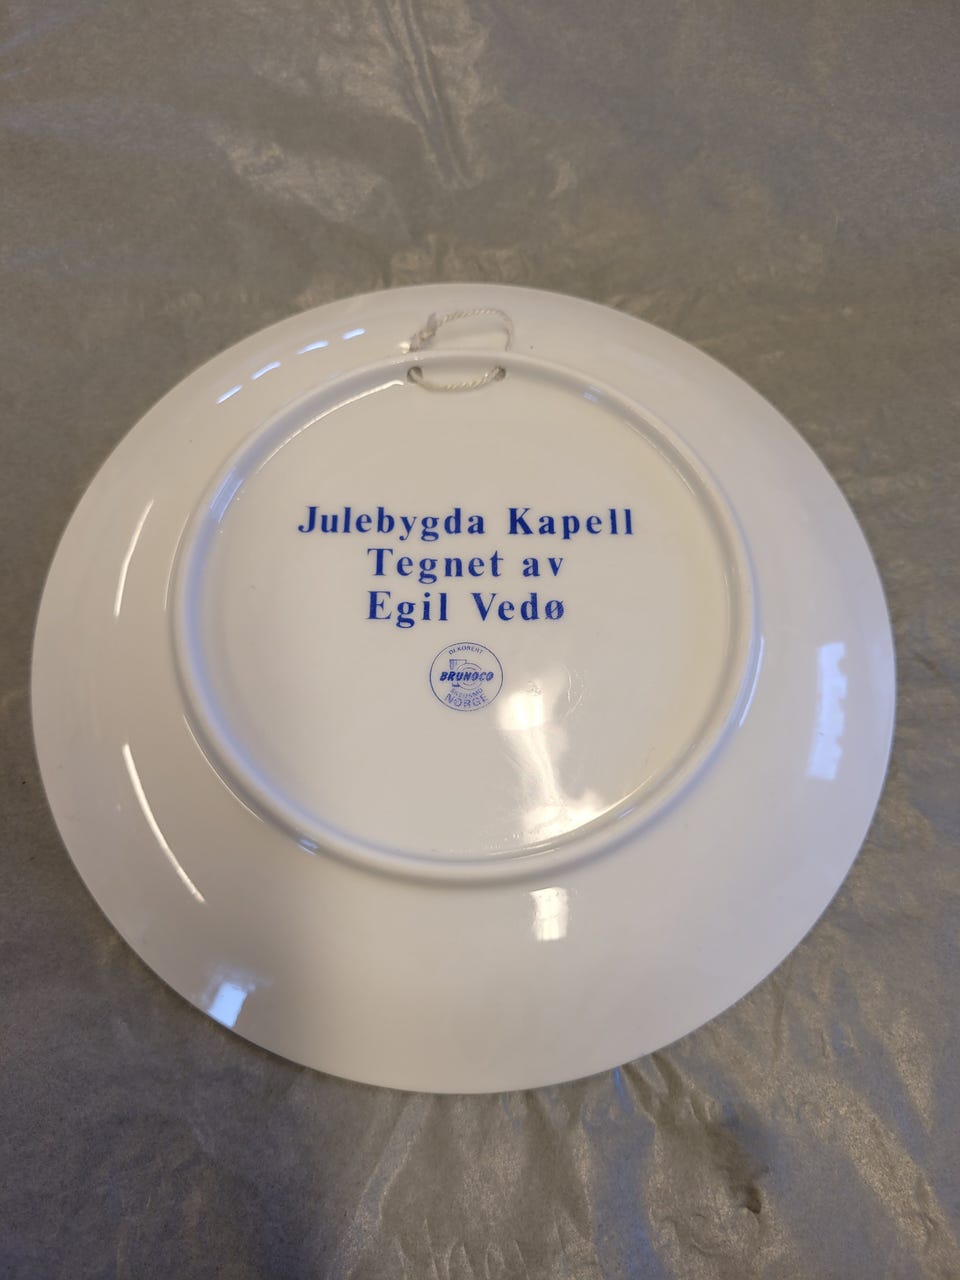 Julebygda Kapell
Tegnet av
Egil Vedø
DEKORERT
BRUNOCO
NORGE